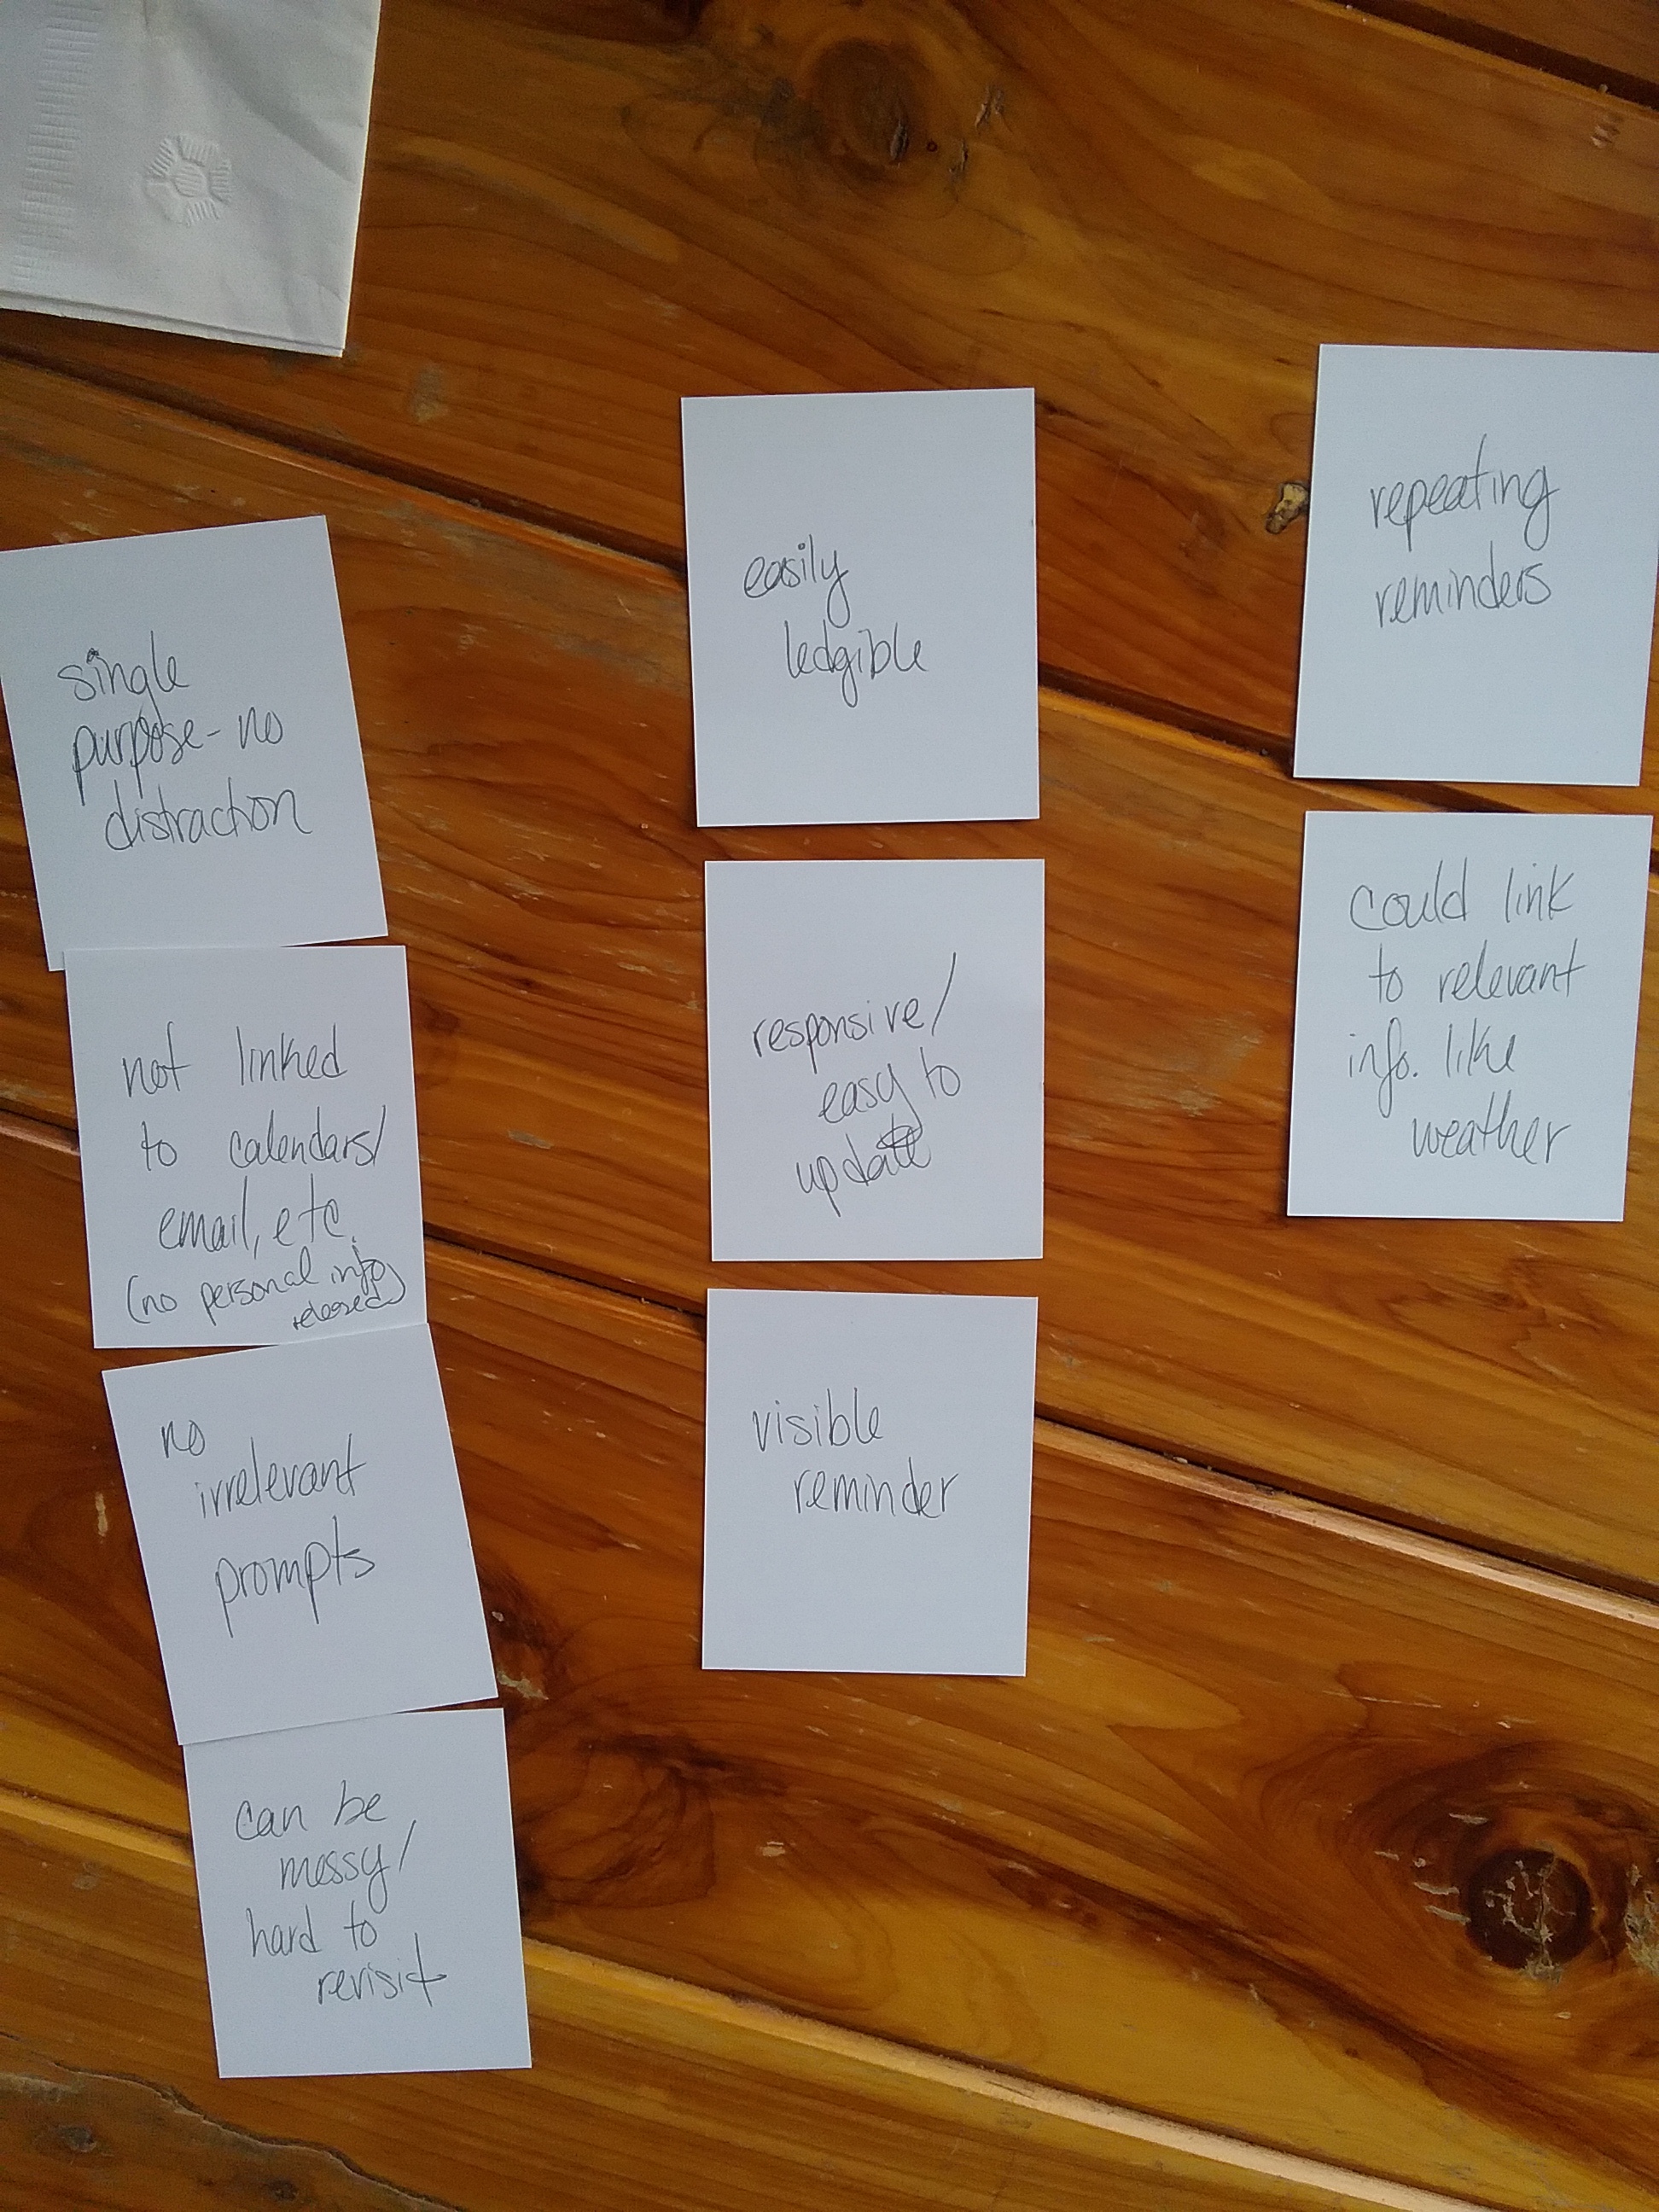 single
purpose - no
distraction
not linked
to calendars/
email, etc.
(no personal info
released)
no
irrelevant
prompts
can be
messy/
hard to
revisit
easily
ledgible
responsive/
easy to
update
visible
reminder
repeating
reminders
could link
to relevant
info. like
weather